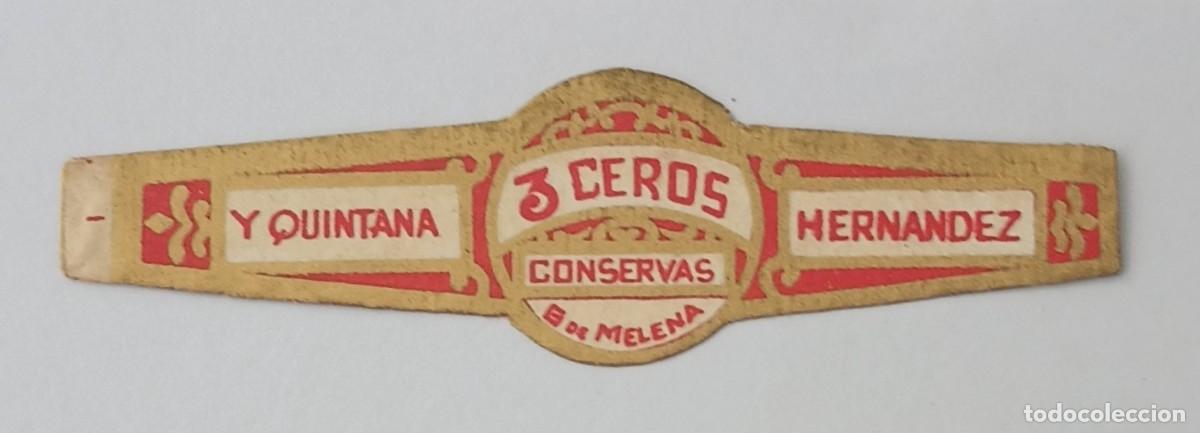 Y QUINTANA
3 CEROS
CONSERVAS
G DE MELENA
HERNANDEZ
todocoleccion